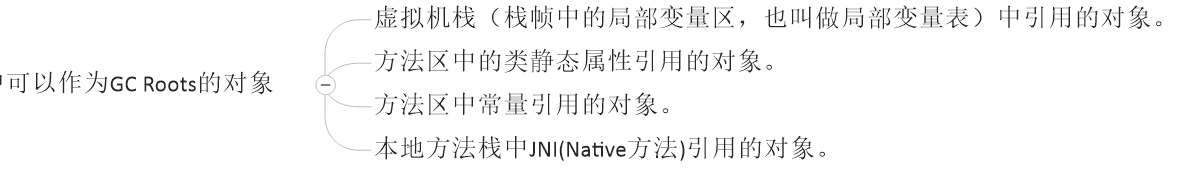 虚拟机栈（栈帧中的局部变量区，也叫做局部变量表）中引用的对象。
方法区中的类静态属性引用的对象。
可以作为GC Roots的对象
方法区中常量引用的对象。
本地方法栈中JNI(Native方法)引用的对象。